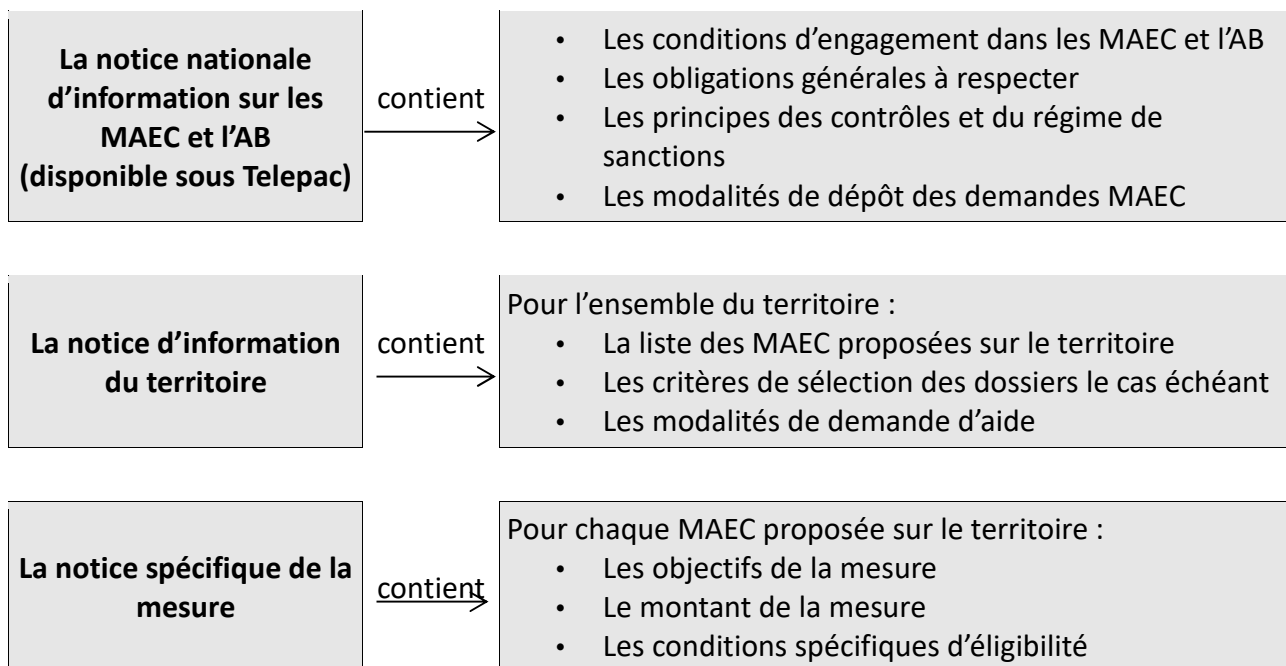 La notice nationale
d’information sur les
MAEC et l’AB
(disponible sous Telepac)
contient
• Les conditions d’engagement dans les MAEC et l’AB
• Les obligations générales à respecter
• Les principes des contrôles et du régime de
sanctions
• Les modalités de dépôt des demandes MAEC
La notice d’information
du territoire
contient
Pour l’ensemble du territoire :
• La liste des MAEC proposées sur le territoire
• Les critères de sélection des dossiers le cas échéant
• Les modalités de demande d’aide
La notice spécifique de la
mesure
contient
Pour chaque MAEC proposée sur le territoire :
• Les objectifs de la mesure
• Le montant de la mesure
• Les conditions spécifiques d’éligibilité